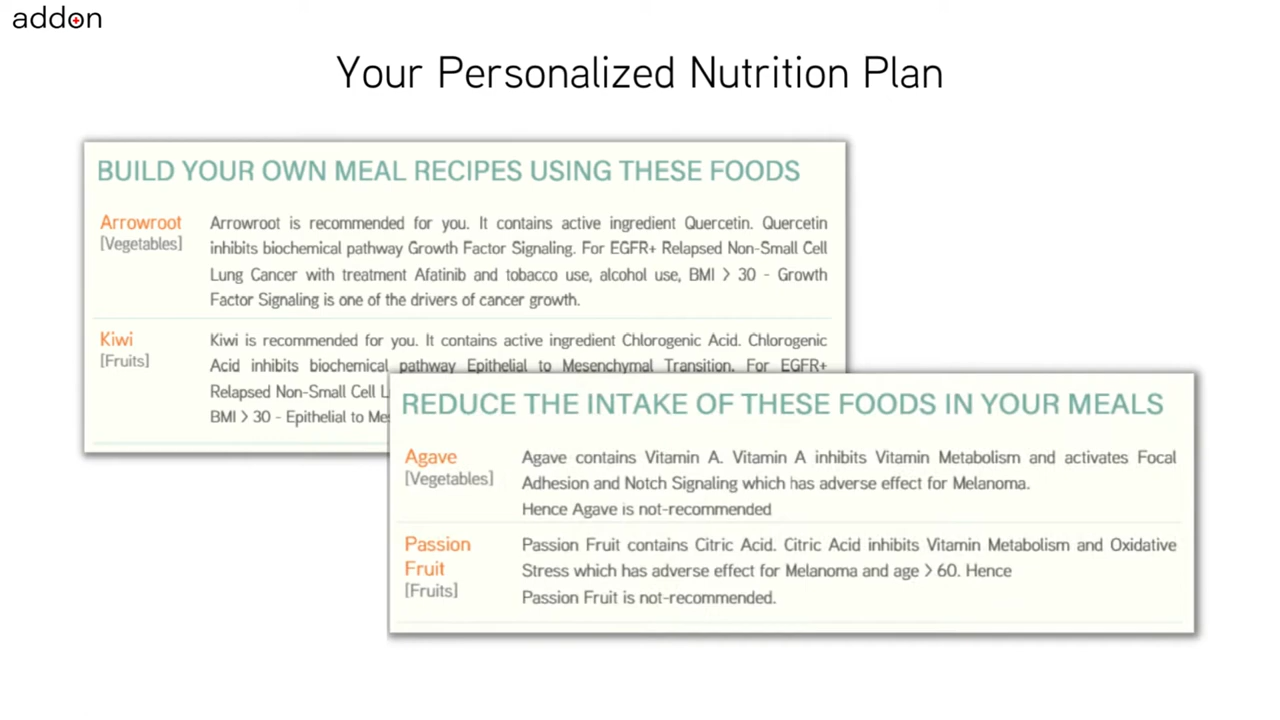 addon
Your Personalized Nutrition Plan
BUILD YOUR OWN MEAL RECIPES USING THESE FOODS
Arrowroot
[Vegetables]
Arrowroot is recommended for you. It contains active ingredient Quercetin. Quercetin
inhibits biochemical pathway Growth Factor Signaling. For EGFR+ Relapsed Non-Small Cell
Lung Cancer with treatment Afatinib and tobacco use, alcohol use, BMI > 30 - Growth
Factor Signaling is one of the drivers of cancer growth.
Kiwi
[Fruits]
Kiwi is recommended for you. It contains active ingredient Chlorogenic Acid. Chlorogenic
Acid inhibits biochemical pathway Epithelial to Mesenchymal Transition. For EGFR+
Relapsed Non-Small Cell L
BMI > 30 - Epithelial to Me
REDUCE THE INTAKE OF THESE FOODS IN YOUR MEALS
Agave
[Vegetables]
Agave contains Vitamin A. Vitamin A inhibits Vitamin Metabolism and activates Focal
Adhesion and Notch Signaling which has adverse effect for Melanoma.
Hence Agave is not-recommended
Passion
Fruit
[Fruits]
Passion Fruit contains Citric Acid. Citric Acid inhibits Vitamin Metabolism and Oxidative
Stress which has adverse effect for Melanoma and age > 60. Hence
Passion Fruit is not-recommended.